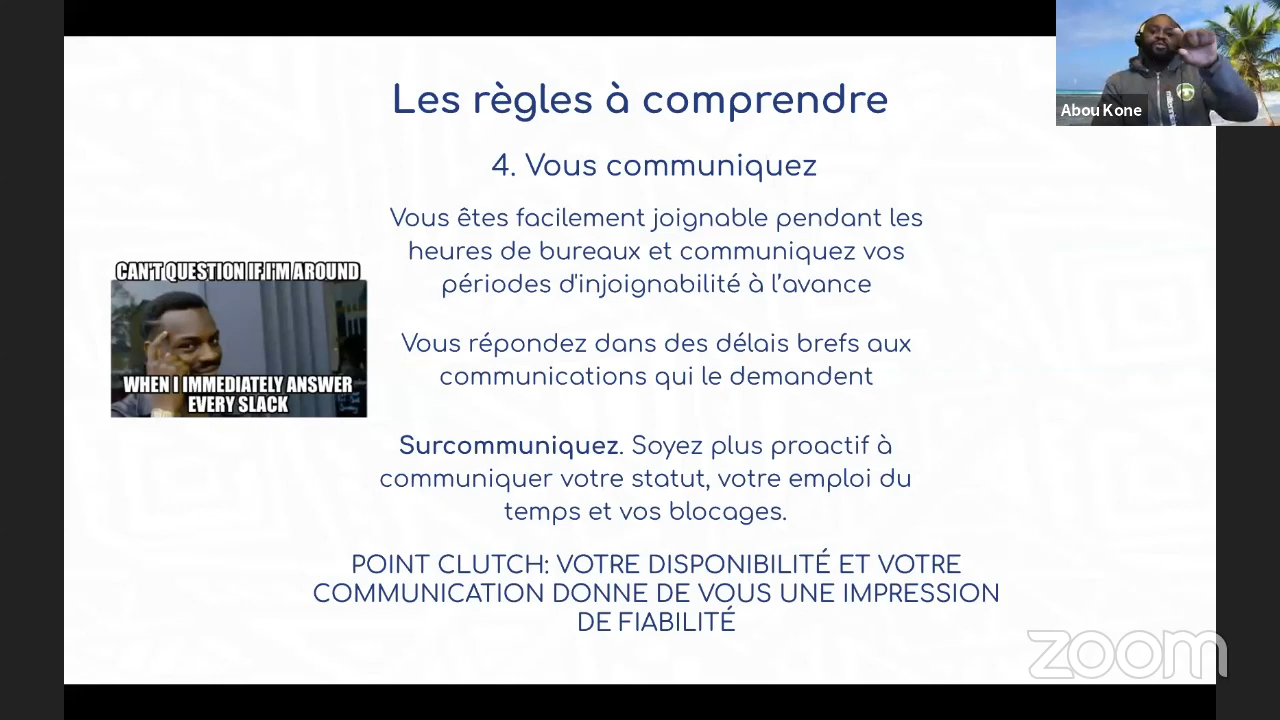 Les règles à comprendre
Abou Kone
4. Vous communiquez
Vous êtes facilement joignable pendant les
heures de bureaux et communiquez vos
périodes d'injoignabilité à l’avance
CAN'T QUESTION IF I'M AROUND
WHEN I IMMEDIATELY ANSWER
EVERY SLACK
Vous répondez dans des délais brefs aux
communications qui le demandent
Surcommuniquez. Soyez plus proactif à
communiquer votre statut, votre emploi du
temps et vos blocages.
POINT CLUTCH: VOTRE DISPONIBILITÉ ET VOTRE
COMMUNICATION DONNE DE VOUS UNE IMPRESSION
DE FIABILITÉ
zoom